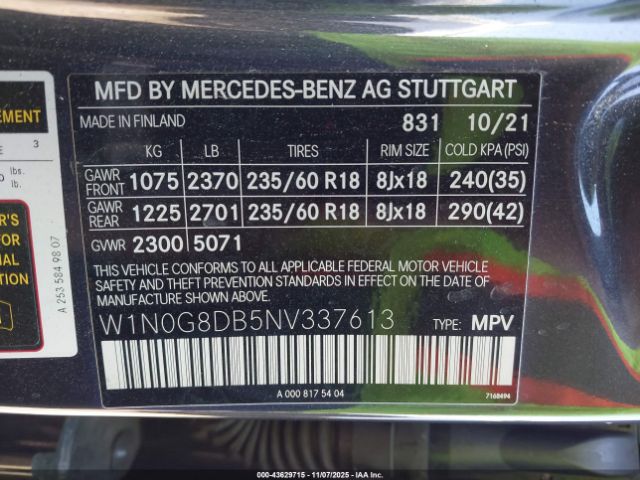 MFD BY MERCEDES-BENZ AG STUTTGART
MADE IN FINLAND 831 10/21
KG LB TIRES RIM SIZE COLD KPA (PSI)
GAWR FRONT 1075 2370 235/60 R18 8Jx18 240(35)
GAWR REAR 1225 2701 235/60 R18 8Jx18 290(42)
GVWR 2300 5071
THIS VEHICLE CONFORMS TO ALL APPLICABLE FEDERAL MOTOR VEHICLE
SAFETY AND THEFT PREVENTION STANDARDS IN EFFECT ON THE DATE OF
MANUFACTURE SHOWN ABOVE.
W1N0G8DB5NV337613 TYPE: MPV
A 000 817 54 04 7168494
EMENT
E 3
lbs.
lb.
R'S
FOR
NAL
TION
A 253 584 98 07
000-43629715 - 11/07/2025 - IAAI Inc.